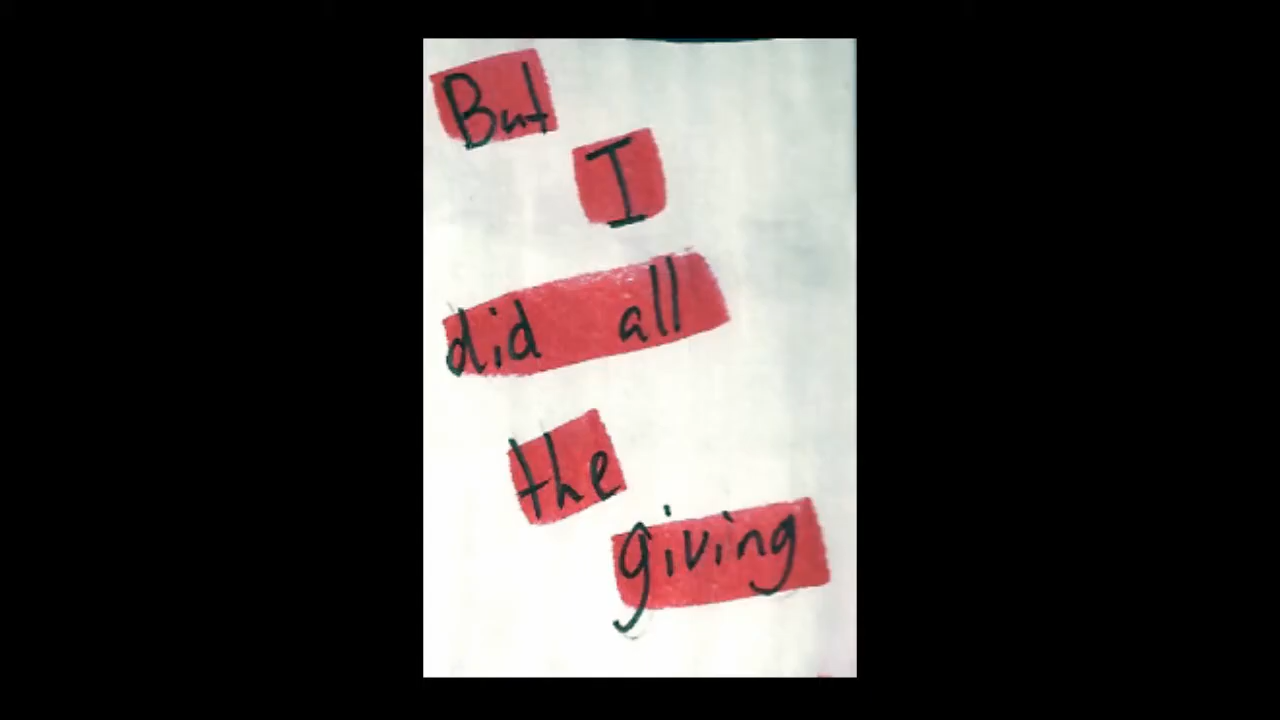 But
I
did all
the
giving